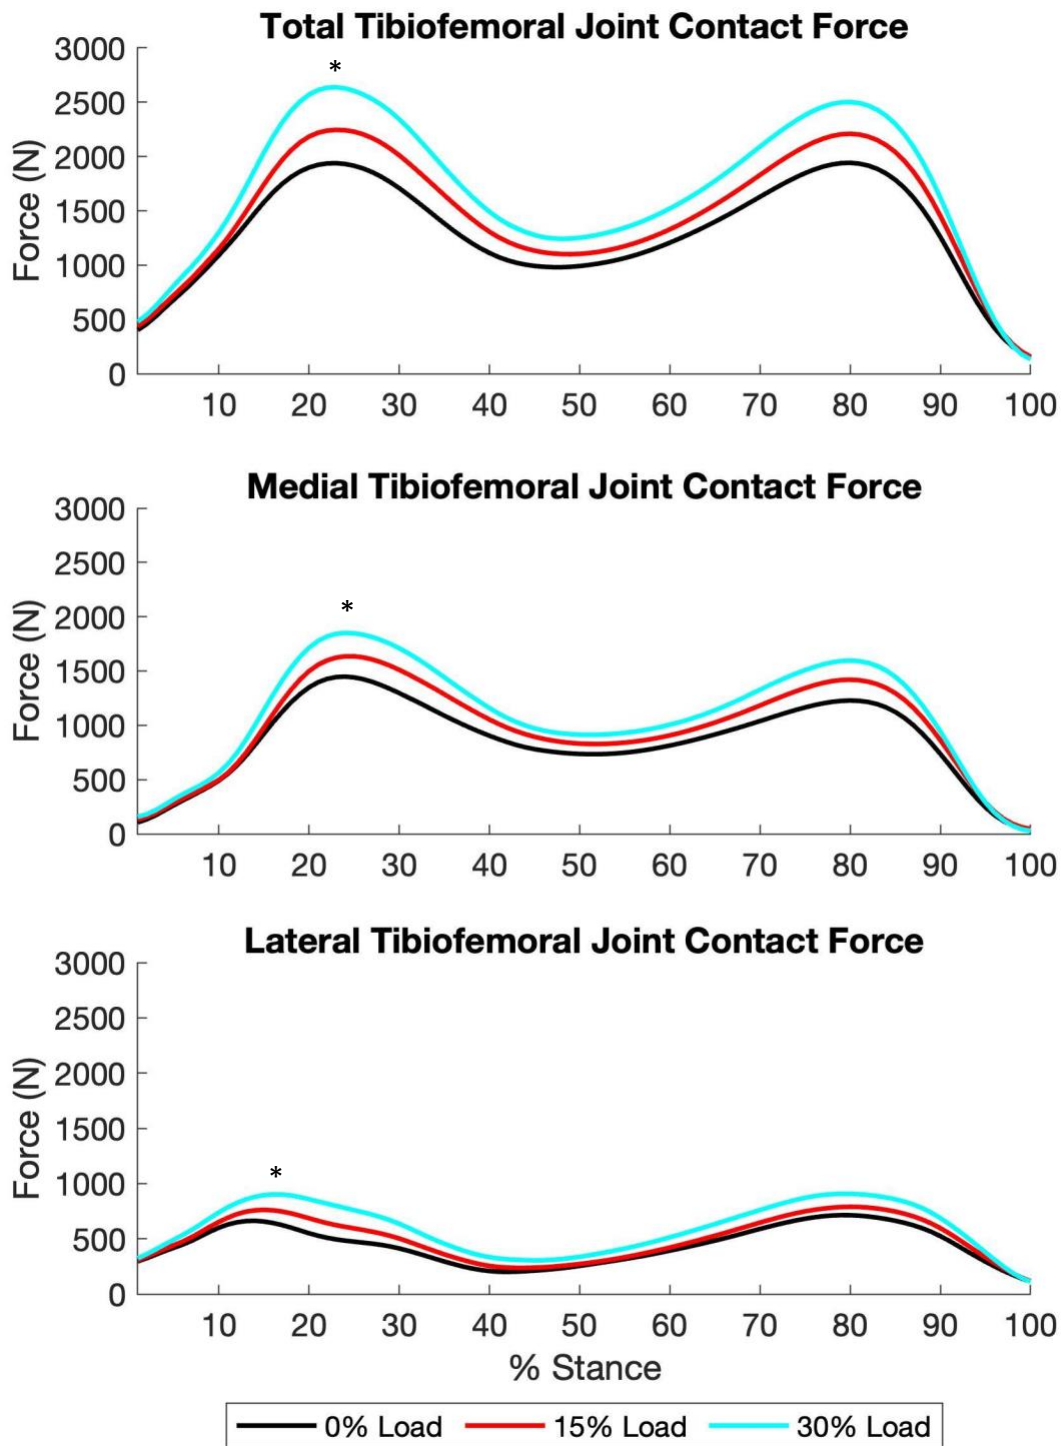 Total Tibiofemoral Joint Contact Force
*
3000
2500
2000
1500
1000
500
0
Force (N)
10 20 30 40 50 60 70 80 90 100
Medial Tibiofemoral Joint Contact Force
*
3000
2500
2000
1500
1000
500
0
Force (N)
10 20 30 40 50 60 70 80 90 100
Lateral Tibiofemoral Joint Contact Force
*
3000
2500
2000
1500
1000
500
0
Force (N)
10 20 30 40 50 60 70 80 90 100
% Stance
0% Load 15% Load 30% Load